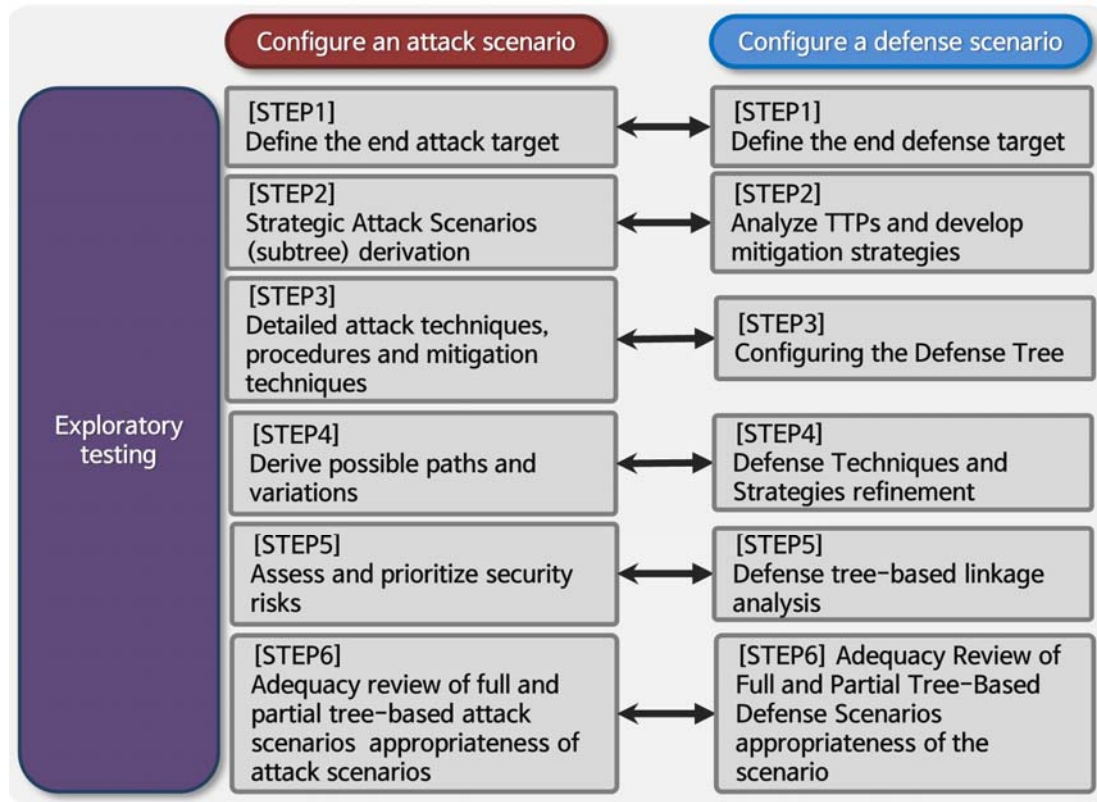 Configure an attack scenario
Configure a defense scenario
Exploratory
testing
[STEP1]
Define the end attack target
[STEP1]
Define the end defense target
[STEP2]
Strategic Attack Scenarios
(subtree) derivation
[STEP2]
Analyze TTPs and develop
mitigation strategies
[STEP3]
Detailed attack techniques,
procedures and mitigation
techniques
[STEP3]
Configuring the Defense Tree
[STEP4]
Derive possible paths and
variations
[STEP4]
Defense Techniques and
Strategies refinement
[STEP5]
Assess and prioritize security
risks
[STEP5]
Defense tree-based linkage
analysis
[STEP6]
Adequacy review of full and
partial tree-based attack
scenarios appropriateness of
attack scenarios
[STEP6] Adequacy Review of
Full and Partial Tree-Based
Defense Scenarios
appropriateness of the
scenario